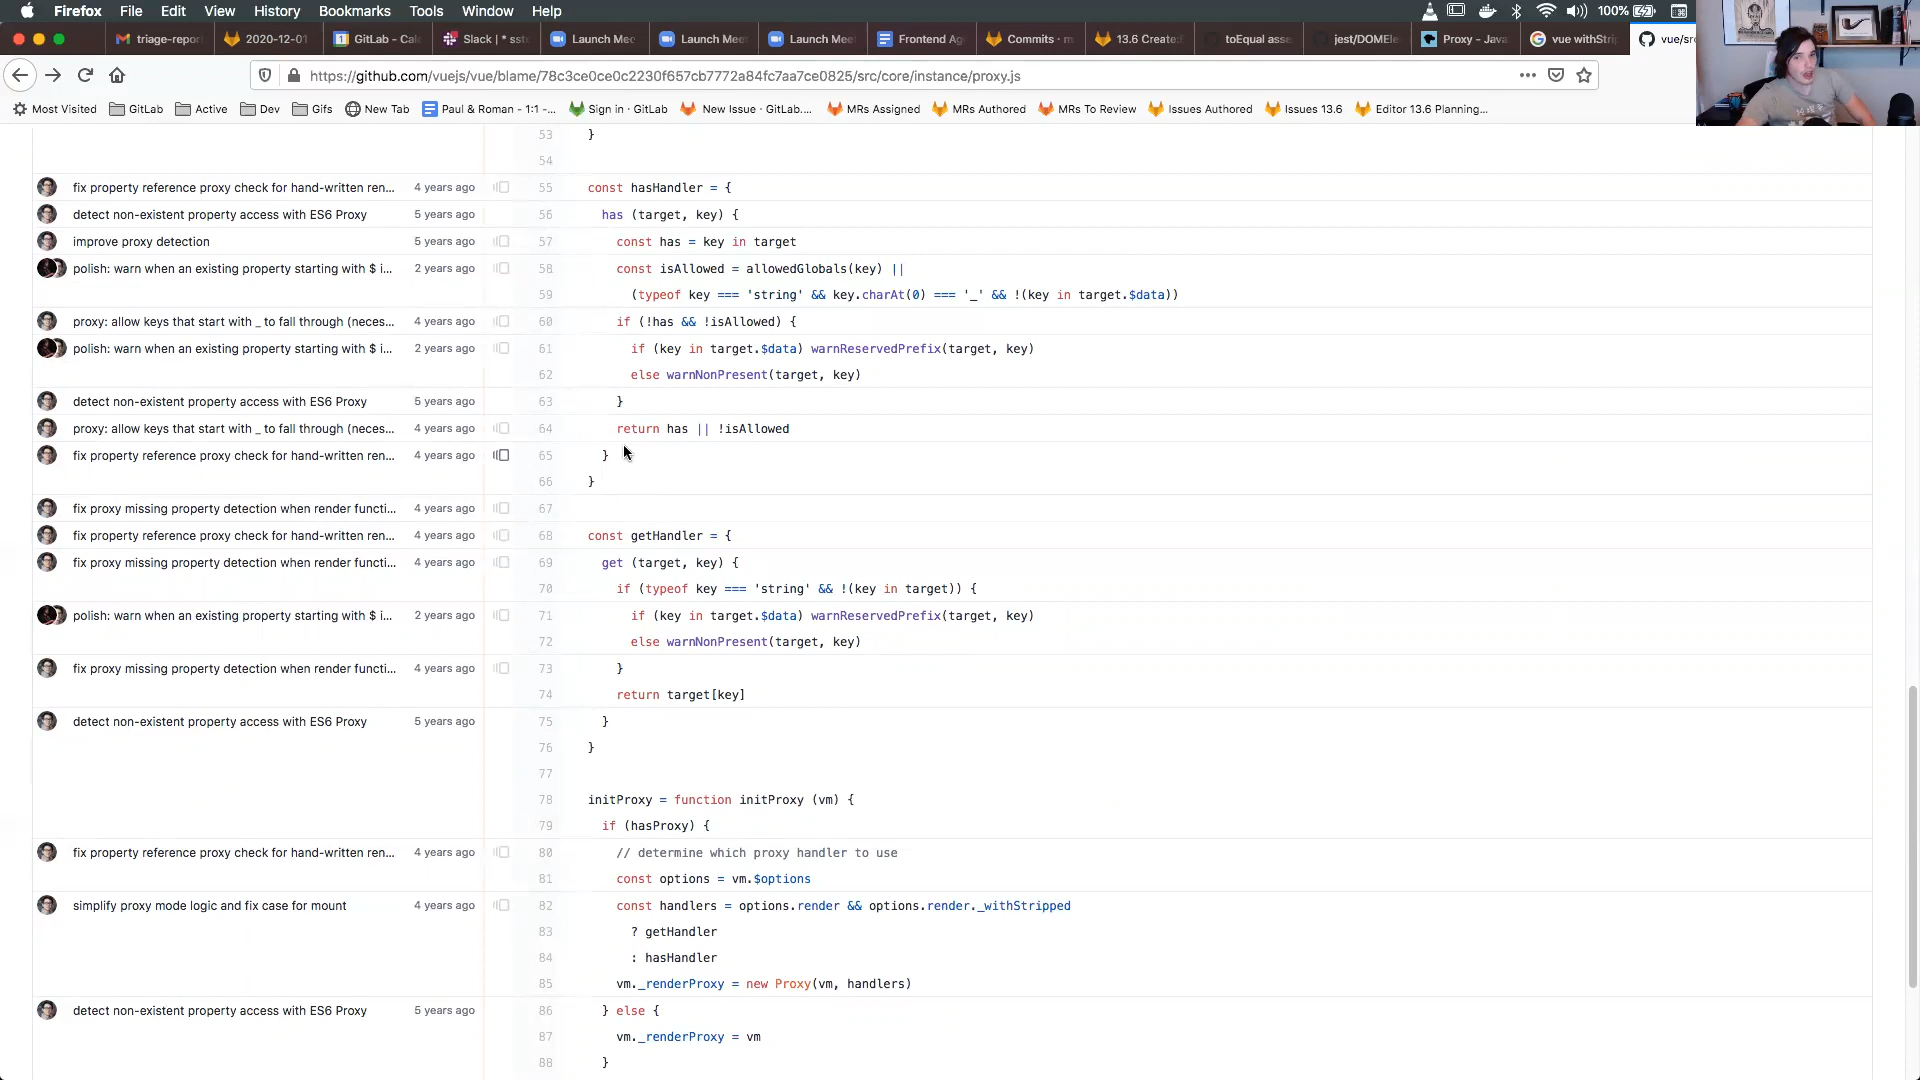 Firefox File Edit View History Bookmarks Tools Window Help 100%
triage-repor 2020-12-01 GitLab - Cale Slack | * sst Launch Mee Launch Mee Launch Mee Frontend Ag Commits · m 13.6 Create: toEqual asse jest/DOMEle Proxy - Java vue withStrip vue/src
https://github.com/vuejs/vue/blame/78c3ce0ce0c2230f657cb7772a84fc7aa7ce0825/src/core/instance/proxy.js
Most Visited GitLab Active Dev Gifs New Tab Paul & Roman - 1:1 -... Sign in · GitLab New Issue · GitLab.... MRs Assigned MRs Authored MRs To Review Issues Authored Issues 13.6 Editor 13.6 Planning...
53 }
54
fix property reference proxy check for hand-written ren... 4 years ago 55 const hasHandler = {
detect non-existent property access with ES6 Proxy 5 years ago 56 has (target, key) {
improve proxy detection 5 years ago 57 const has = key in target
polish: warn when an existing property starting with $ i... 2 years ago 58 const isAllowed = allowedGlobals(key) ||
59 (typeof key === 'string' && key.charAt(0) === '_' && !(key in target.$data))
proxy: allow keys that start with _ to fall through (neces... 4 years ago 60 if (!has && !isAllowed) {
polish: warn when an existing property starting with $ i... 2 years ago 61 if (key in target.$data) warnReservedPrefix(target, key)
62 else warnNonPresent(target, key)
detect non-existent property access with ES6 Proxy 5 years ago 63 }
proxy: allow keys that start with _ to fall through (neces... 4 years ago 64 return has || !isAllowed
fix property reference proxy check for hand-written ren... 4 years ago 65 }
66 }
fix proxy missing property detection when render functi... 4 years ago 67
fix property reference proxy check for hand-written ren... 4 years ago 68 const getHandler = {
fix proxy missing property detection when render functi... 4 years ago 69 get (target, key) {
70 if (typeof key === 'string' && !(key in target)) {
polish: warn when an existing property starting with $ i... 2 years ago 71 if (key in target.$data) warnReservedPrefix(target, key)
72 else warnNonPresent(target, key)
fix proxy missing property detection when render functi... 4 years ago 73 }
74 return target[key]
detect non-existent property access with ES6 Proxy 5 years ago 75 }
76 }
77
78 initProxy = function initProxy (vm) {
79 if (hasProxy) {
fix property reference proxy check for hand-written ren... 4 years ago 80 // determine which proxy handler to use
81 const options = vm.$options
simplify proxy mode logic and fix case for mount 4 years ago 82 const handlers = options.render && options.render._withStripped
83 ? getHandler
84 : hasHandler
85 vm._renderProxy = new Proxy(vm, handlers)
detect non-existent property access with ES6 Proxy 5 years ago 86 } else {
87 vm._renderProxy = vm
88 }